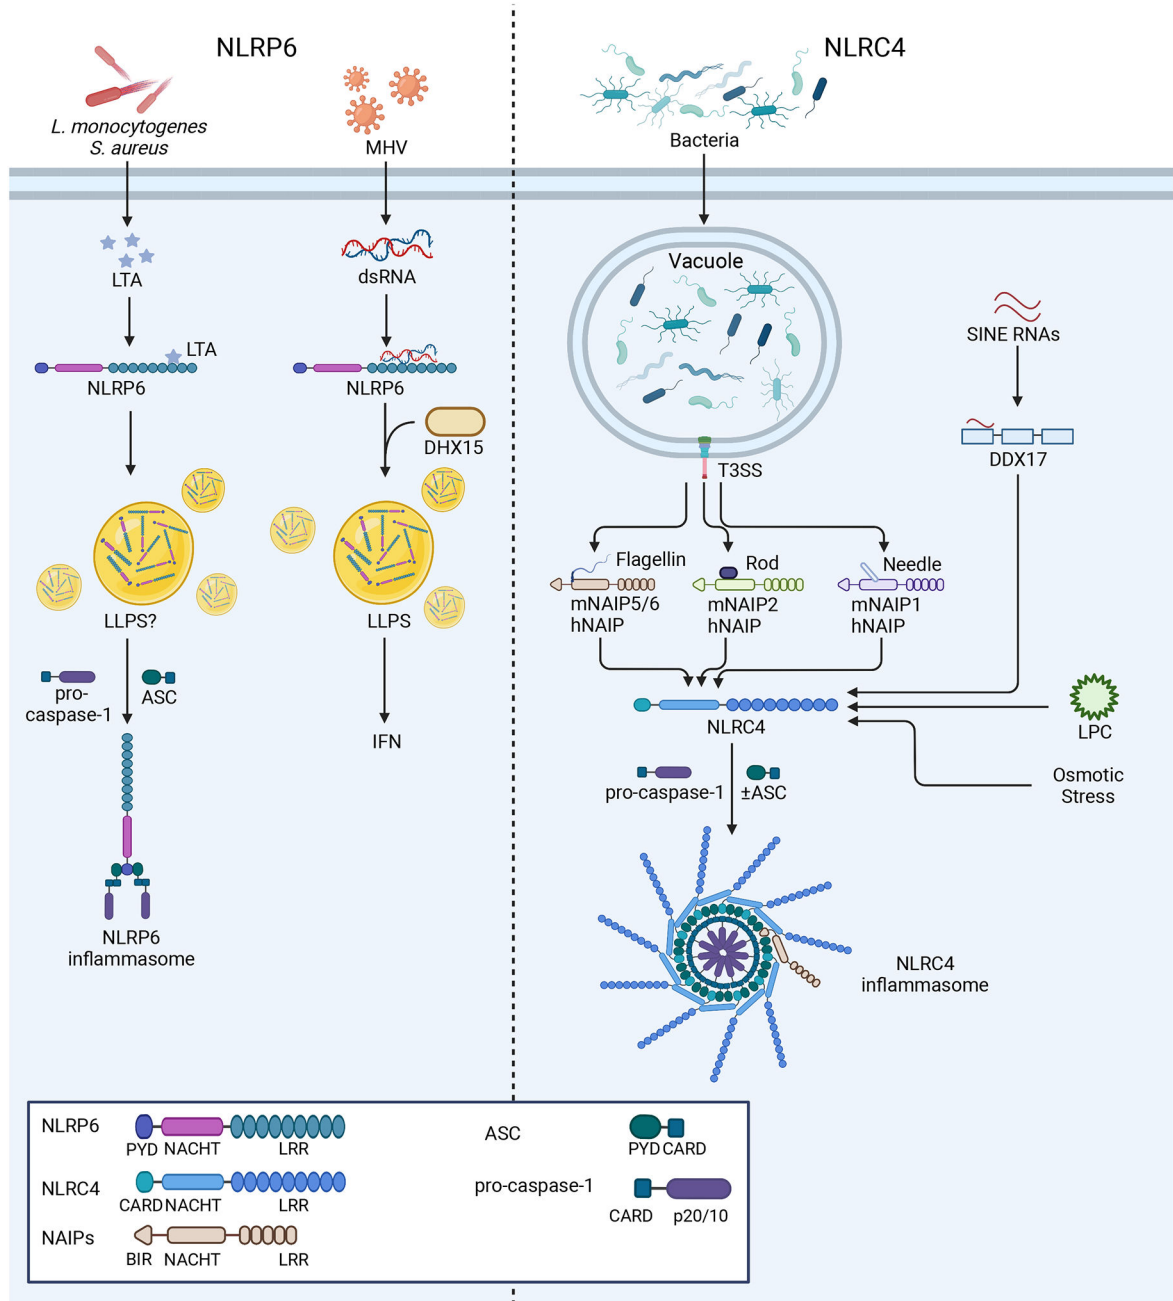 NLRP6
L. monocytogenes
S. aureus
MHV
LTA
dsRNA
LTA
NLRP6
NLRP6
DHX15
LLPS?
LLPS
pro-
caspase-1
ASC
IFN
NLRP6
inflammasome
NLRC4
Bacteria
Vacuole
SINE RNAs
DDX17
T3SS
Flagellin
Rod
Needle
mNAIP5/6
hNAIP
mNAIP2
hNAIP
mNAIP1
hNAIP
NLRC4
LPC
Osmotic
Stress
pro-caspase-1
±ASC
NLRC4
inflammasome
NLRP6
PYD NACHT LRR
NLRC4
CARD NACHT LRR
NAIPs
BIR NACHT LRR
ASC
PYD CARD
pro-caspase-1
CARD p20/10